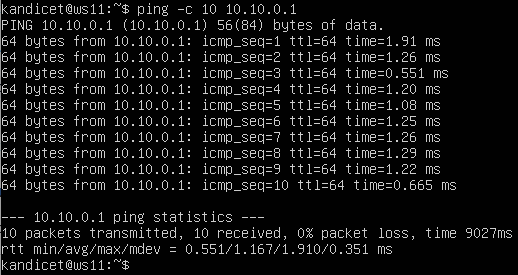 kandicet@ws11:~$ ping -c 10 10.10.0.1
PING 10.10.0.1 (10.10.0.1) 56(84) bytes of data.
64 bytes from 10.10.0.1: icmp_seq=1 ttl=64 time=1.91 ms
64 bytes from 10.10.0.1: icmp_seq=2 ttl=64 time=1.26 ms
64 bytes from 10.10.0.1: icmp_seq=3 ttl=64 time=0.551 ms
64 bytes from 10.10.0.1: icmp_seq=4 ttl=64 time=1.20 ms
64 bytes from 10.10.0.1: icmp_seq=5 ttl=64 time=1.08 ms
64 bytes from 10.10.0.1: icmp_seq=6 ttl=64 time=1.25 ms
64 bytes from 10.10.0.1: icmp_seq=7 ttl=64 time=1.26 ms
64 bytes from 10.10.0.1: icmp_seq=8 ttl=64 time=1.29 ms
64 bytes from 10.10.0.1: icmp_seq=9 ttl=64 time=1.22 ms
64 bytes from 10.10.0.1: icmp_seq=10 ttl=64 time=0.665 ms
--- 10.10.0.1 ping statistics ---
10 packets transmitted, 10 received, 0% packet loss, time 9027ms
rtt min/avg/max/mdev = 0.551/1.167/1.910/0.351 ms
kandicet@ws11:~$